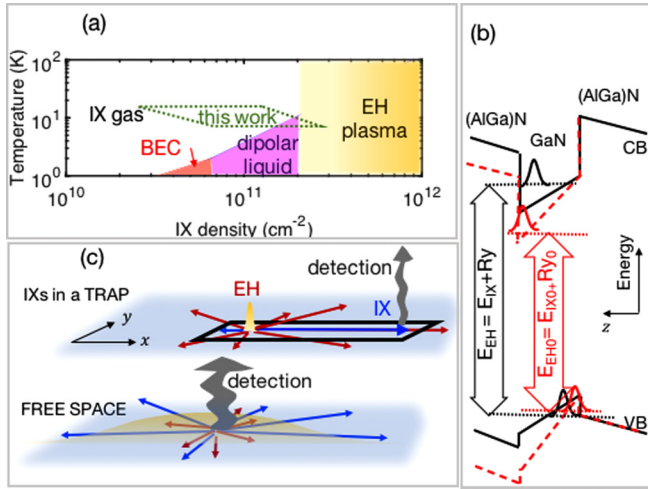 (a)
Temperature (K)
10²
10¹
10⁰
IX gas
this work
BEC
dipolar
liquid
EH
plasma
10¹⁰
10¹¹
10¹²
IX density (cm⁻²)
(b)
(AlGa)N
(AlGa)N
GaN
CB
E_EH = E_IX+Ry
E_EH0 = E_IX0+Ry₀
Energy
z
VB
(c)
detection
IXs in a TRAP
EH
IX
y
x
detection
FREE SPACE